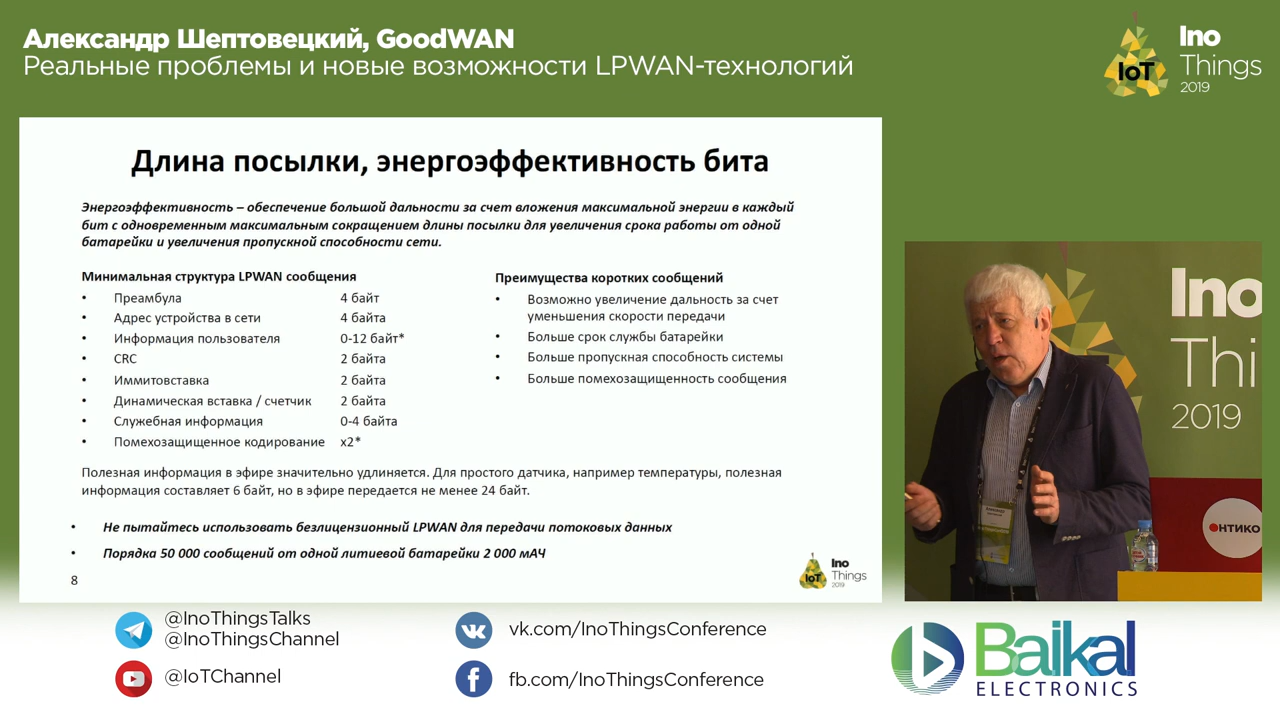 Александр Шептовецкий, GoodWAN
Реальные проблемы и новые возможности LPWAN-технологий
IoT
Ino
Things
2019
Длина посылки, энергоэффективность бита
Энергоэффективность – обеспечение большой дальности за счет вложения максимальной энергии в каждый
бит с одновременным максимальным сокращением длины посылки для увеличения срока работы от одной
батарейки и увеличения пропускной способности сети.
Минимальная структура LPWAN сообщения
• Преамбула 4 байт
• Адрес устройства в сети 4 байта
• Информация пользователя 0-12 байт*
• CRC 2 байта
• Иммитовставка 2 байта
• Динамическая вставка / счетчик 2 байта
• Служебная информация 0-4 байта
• Помехозащищенное кодирование x2*
Преимущества коротких сообщений
• Возможно увеличение дальность за счет
уменьшения скорости передачи
• Больше срок службы батарейки
• Больше пропускная способность системы
• Больше помехозащищенность сообщения
Полезная информация в эфире значительно удлиняется. Для простого датчика, например температуры, полезная
информация составляет 6 байт, но в эфире передается не менее 24 байт.
• Не пытайтесь использовать безлицензионный LPWAN для передачи потоковых данных
• Порядка 50 000 сообщений от одной литиевой батарейки 2 000 мАЧ
8
IoT
Ino
Things
2019
Ino
Thi
2019
ОНТИКО
@InoThingsTalks
@InoThingsChannel
@IoTChannel
vk.com/InoThingsConference
fb.com/InoThingsConference
Baikal
ELECTRONICS